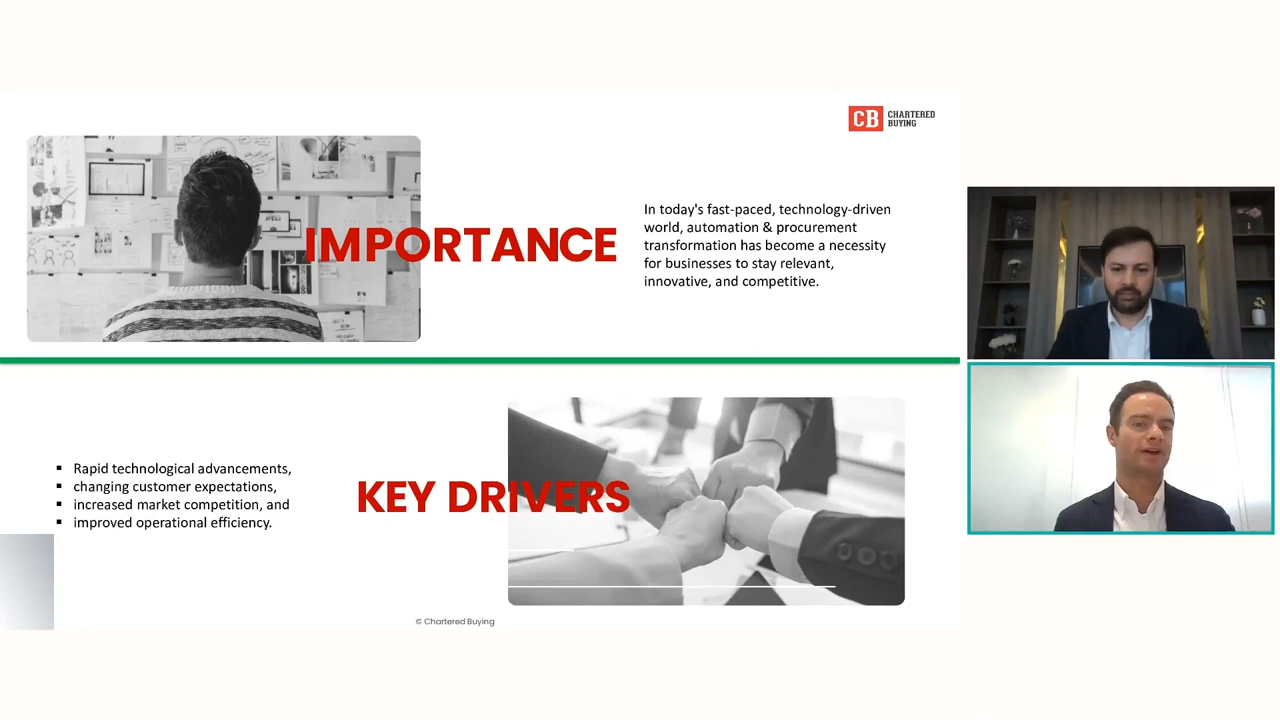 CB CHARTERED
BUYING
IMPORTANCE
In today's fast-paced, technology-driven
world, automation & procurement
transformation has become a necessity
for businesses to stay relevant,
innovative, and competitive.
▪ Rapid technological advancements,
▪ changing customer expectations,
▪ increased market competition, and
▪ improved operational efficiency.
KEY DRIVERS
© Chartered Buying